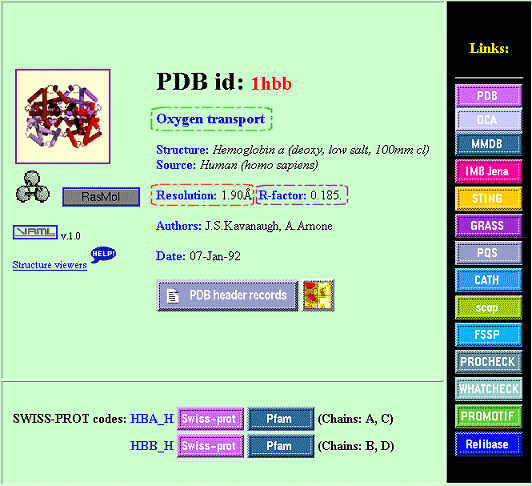 PDB id: 1hbb
Oxygen transport
Structure: Hemoglobin a (deoxy, low salt, 100mm cl)
Source: Human (homo sapiens)
RasMol
Resolution: 1.90Å R-factor: 0.185.
VRML v.1.0
Authors: J.S.Kavanaugh, A.Arnone
HELP!
Structure viewers
Date: 07-Jan-92
PDB header records
SWISS-PROT codes: HBA_H Swiss-prot Pfam (Chains: A, C)
HBB_H Swiss-prot Pfam (Chains: B, D)
Links:
PDB
OCA
MMDB
IMB Jena
STING
GRASS
PQS
CATH
scop
FSSP
PROCHECK
WHATCHECK
PROMOTIF
Relibase